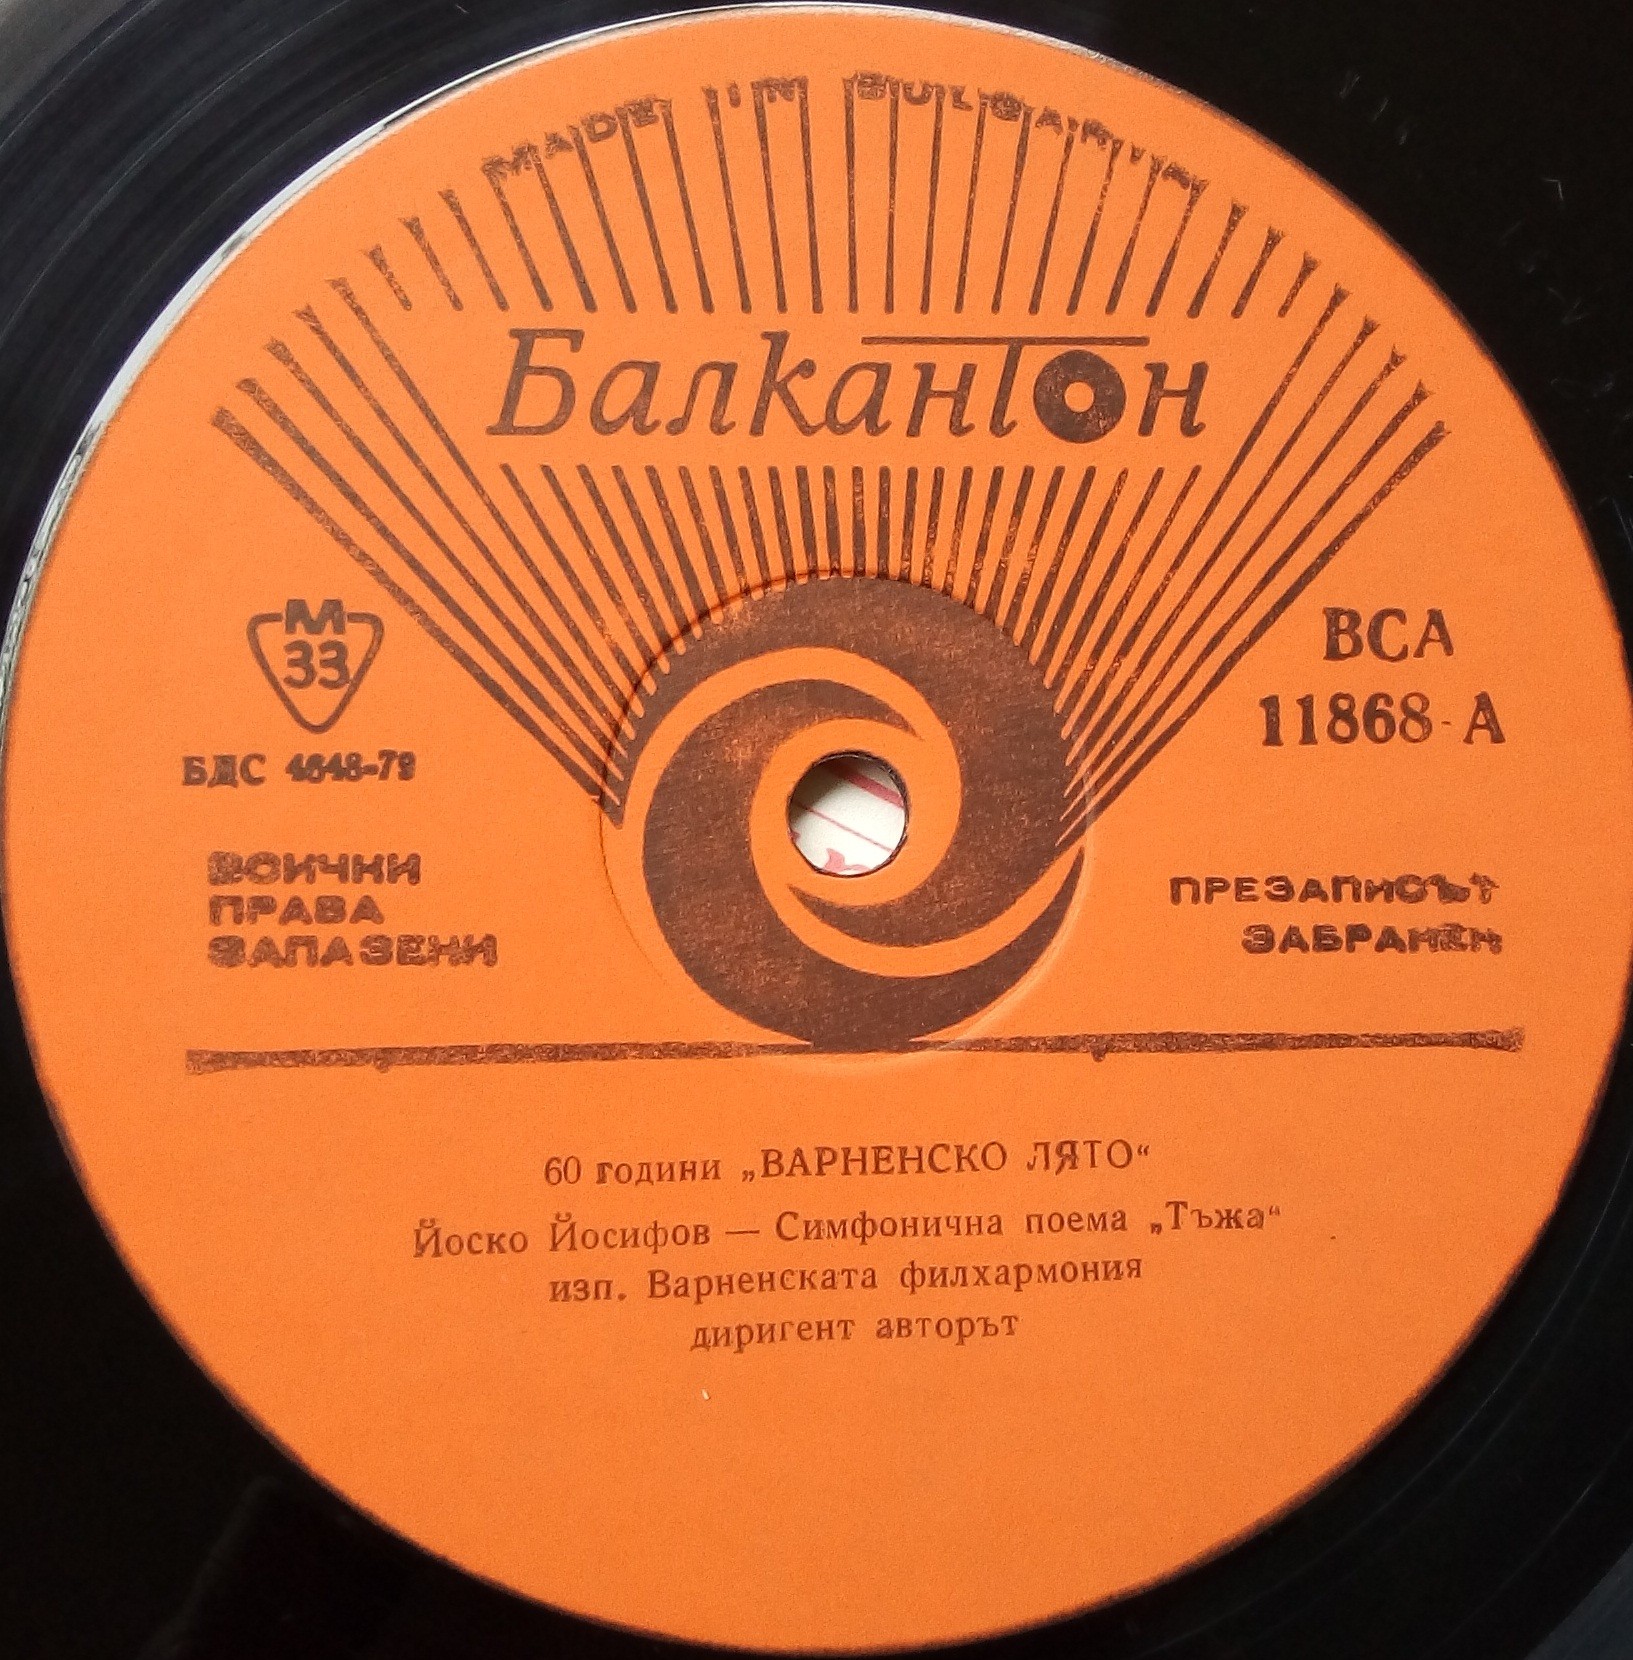 MADE IN BULGARIA
Балкантон
М
33
БДС 4648-79
ВСИЧКИ
ПРАВА
ЗАПАЗЕНИ
ВСА
11868-А
ПРЕЗАПИСЪТ
ЗАБРАНЕН
60 години „ВАРНЕНСКО ЛЯТО“
Йоско Йосифов — Симфонична поема „Тъжа“
изп. Варненската филхармония
диригент авторът